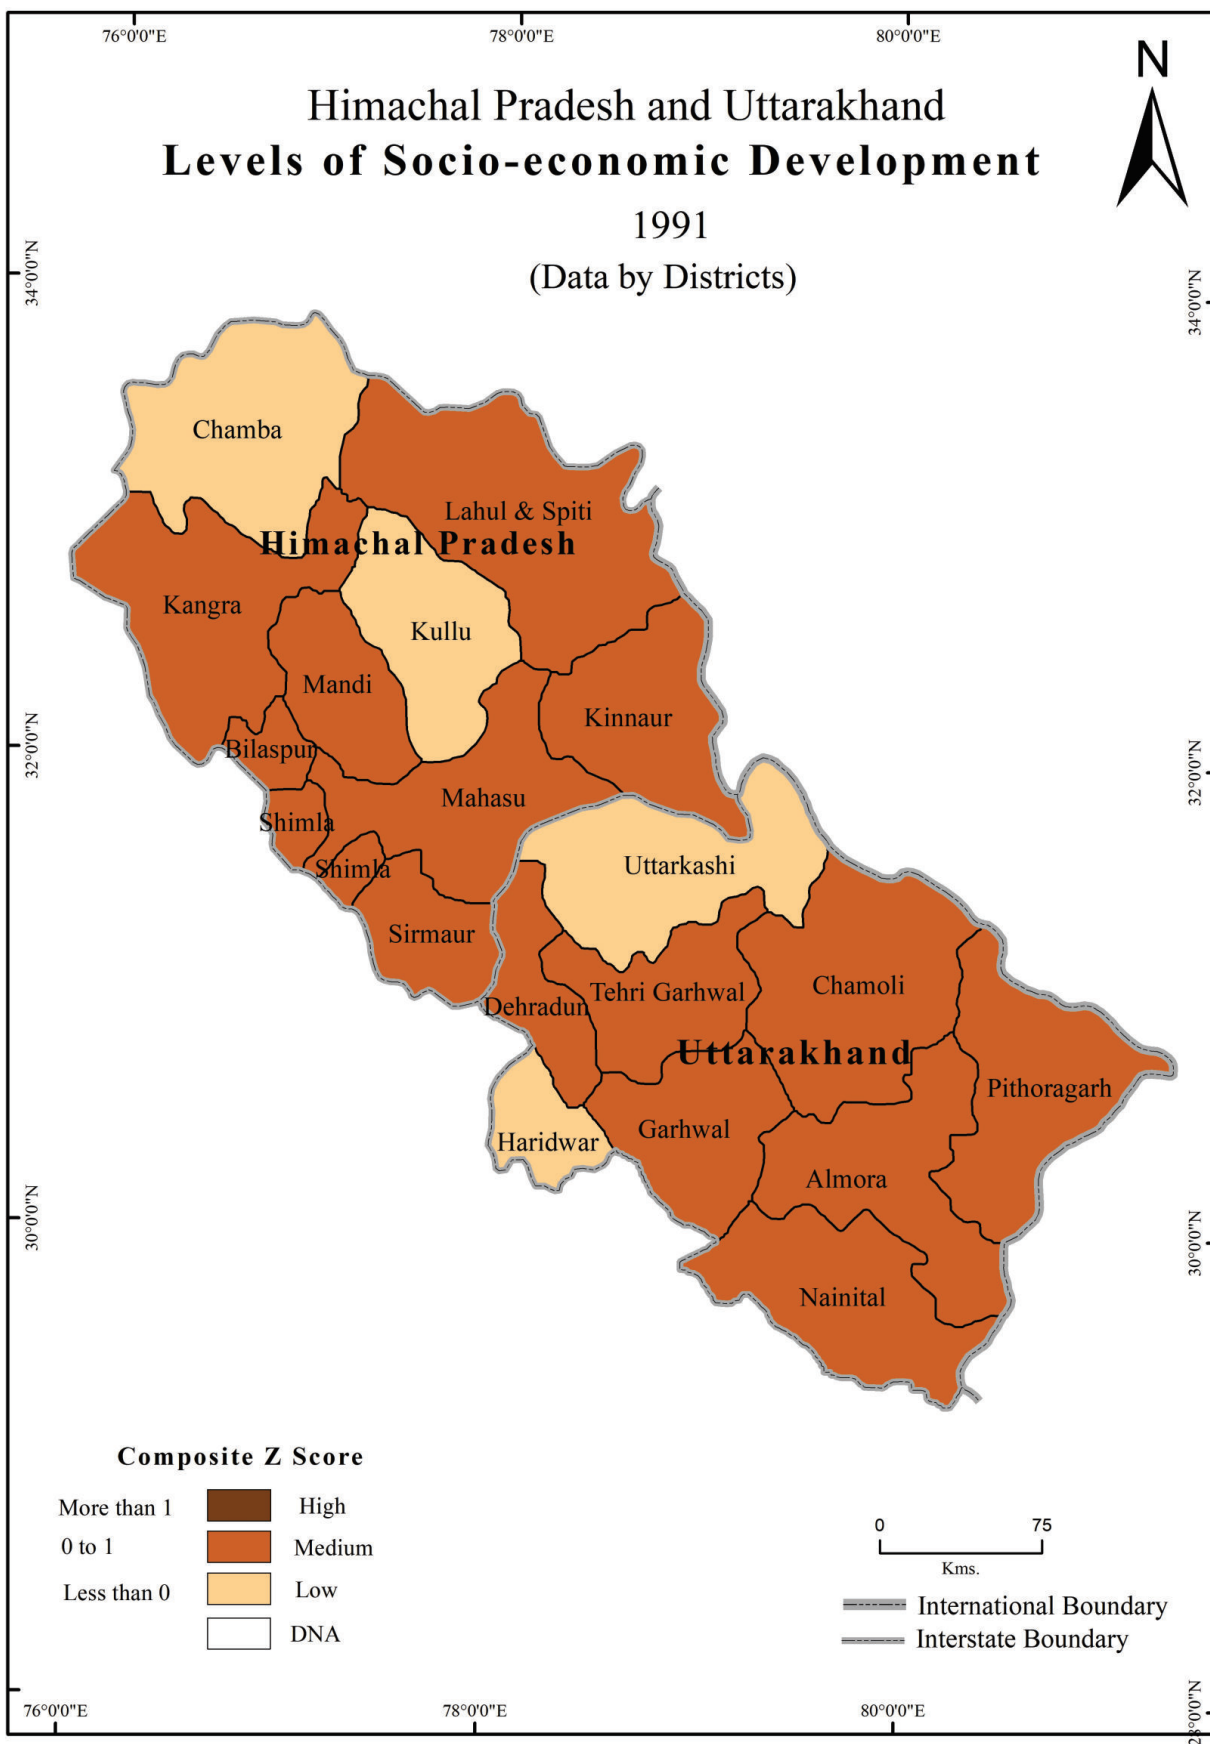 76°0'0"E 78°0'0"E 80°0'0"E
N
Himachal Pradesh and Uttarakhand
Levels of Socio-economic Development
1991
(Data by Districts)
34°0'0"N
34°0'0"N
Chamba
Lahul & Spiti
Himachal Pradesh
Kangra
Kullu
Mandi
Kinnaur
32°0'0"N
Bilaspur
32°0'0"N
Mahasu
Shimla
Uttarkashi
Shimla
Sirmaur
Chamoli
Tehri Garhwal
Dehradun
Uttarakhand
Pithoragarh
Garhwal
Haridwar
Almora
30°0'0"N
30°0'0"N
Nainital
Composite Z Score
More than 1 High
0 to 1 Medium
Less than 0 Low
DNA
0 75
Kms.
International Boundary
Interstate Boundary
28°0'0"N
76°0'0"E 78°0'0"E 80°0'0"E